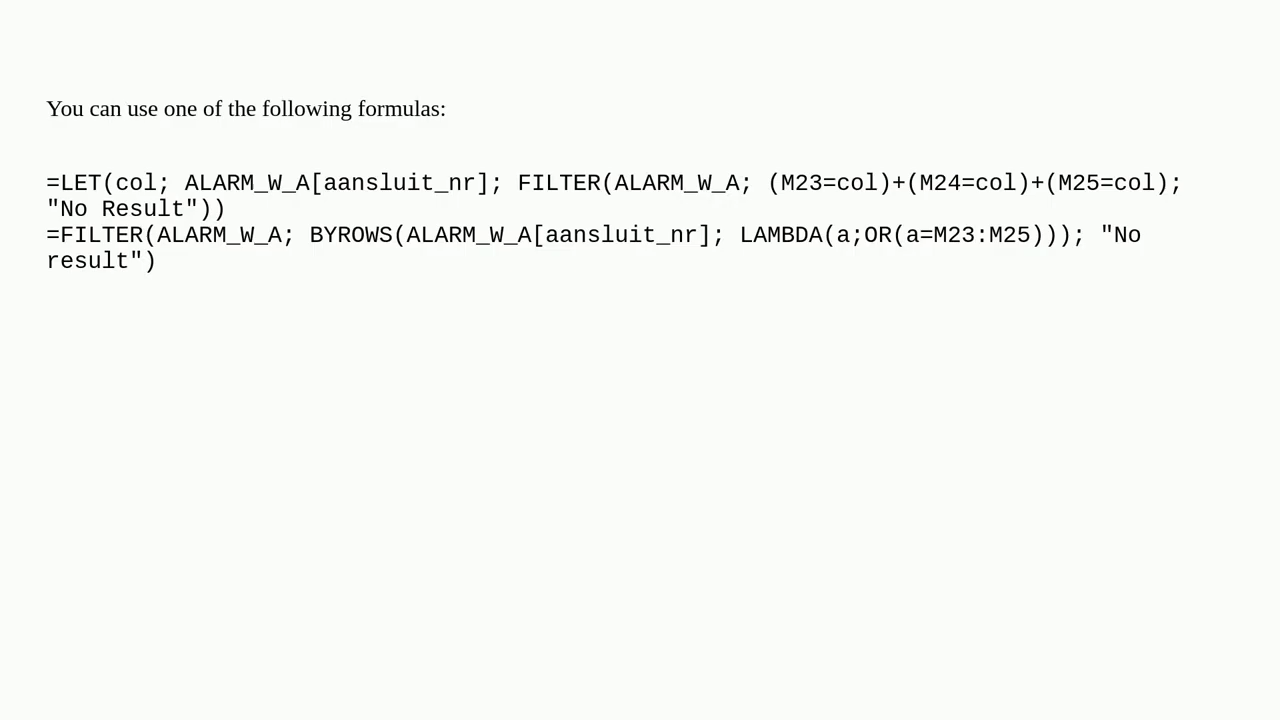 You can use one of the following formulas:
=LET(col; ALARM_W_A[aansluit_nr]; FILTER(ALARM_W_A; (M23=col)+(M24=col)+(M25=col);
"No Result"))
=FILTER(ALARM_W_A; BYROWS(ALARM_W_A[aansluit_nr]; LAMBDA(a;OR(a=M23:M25))); "No
result")